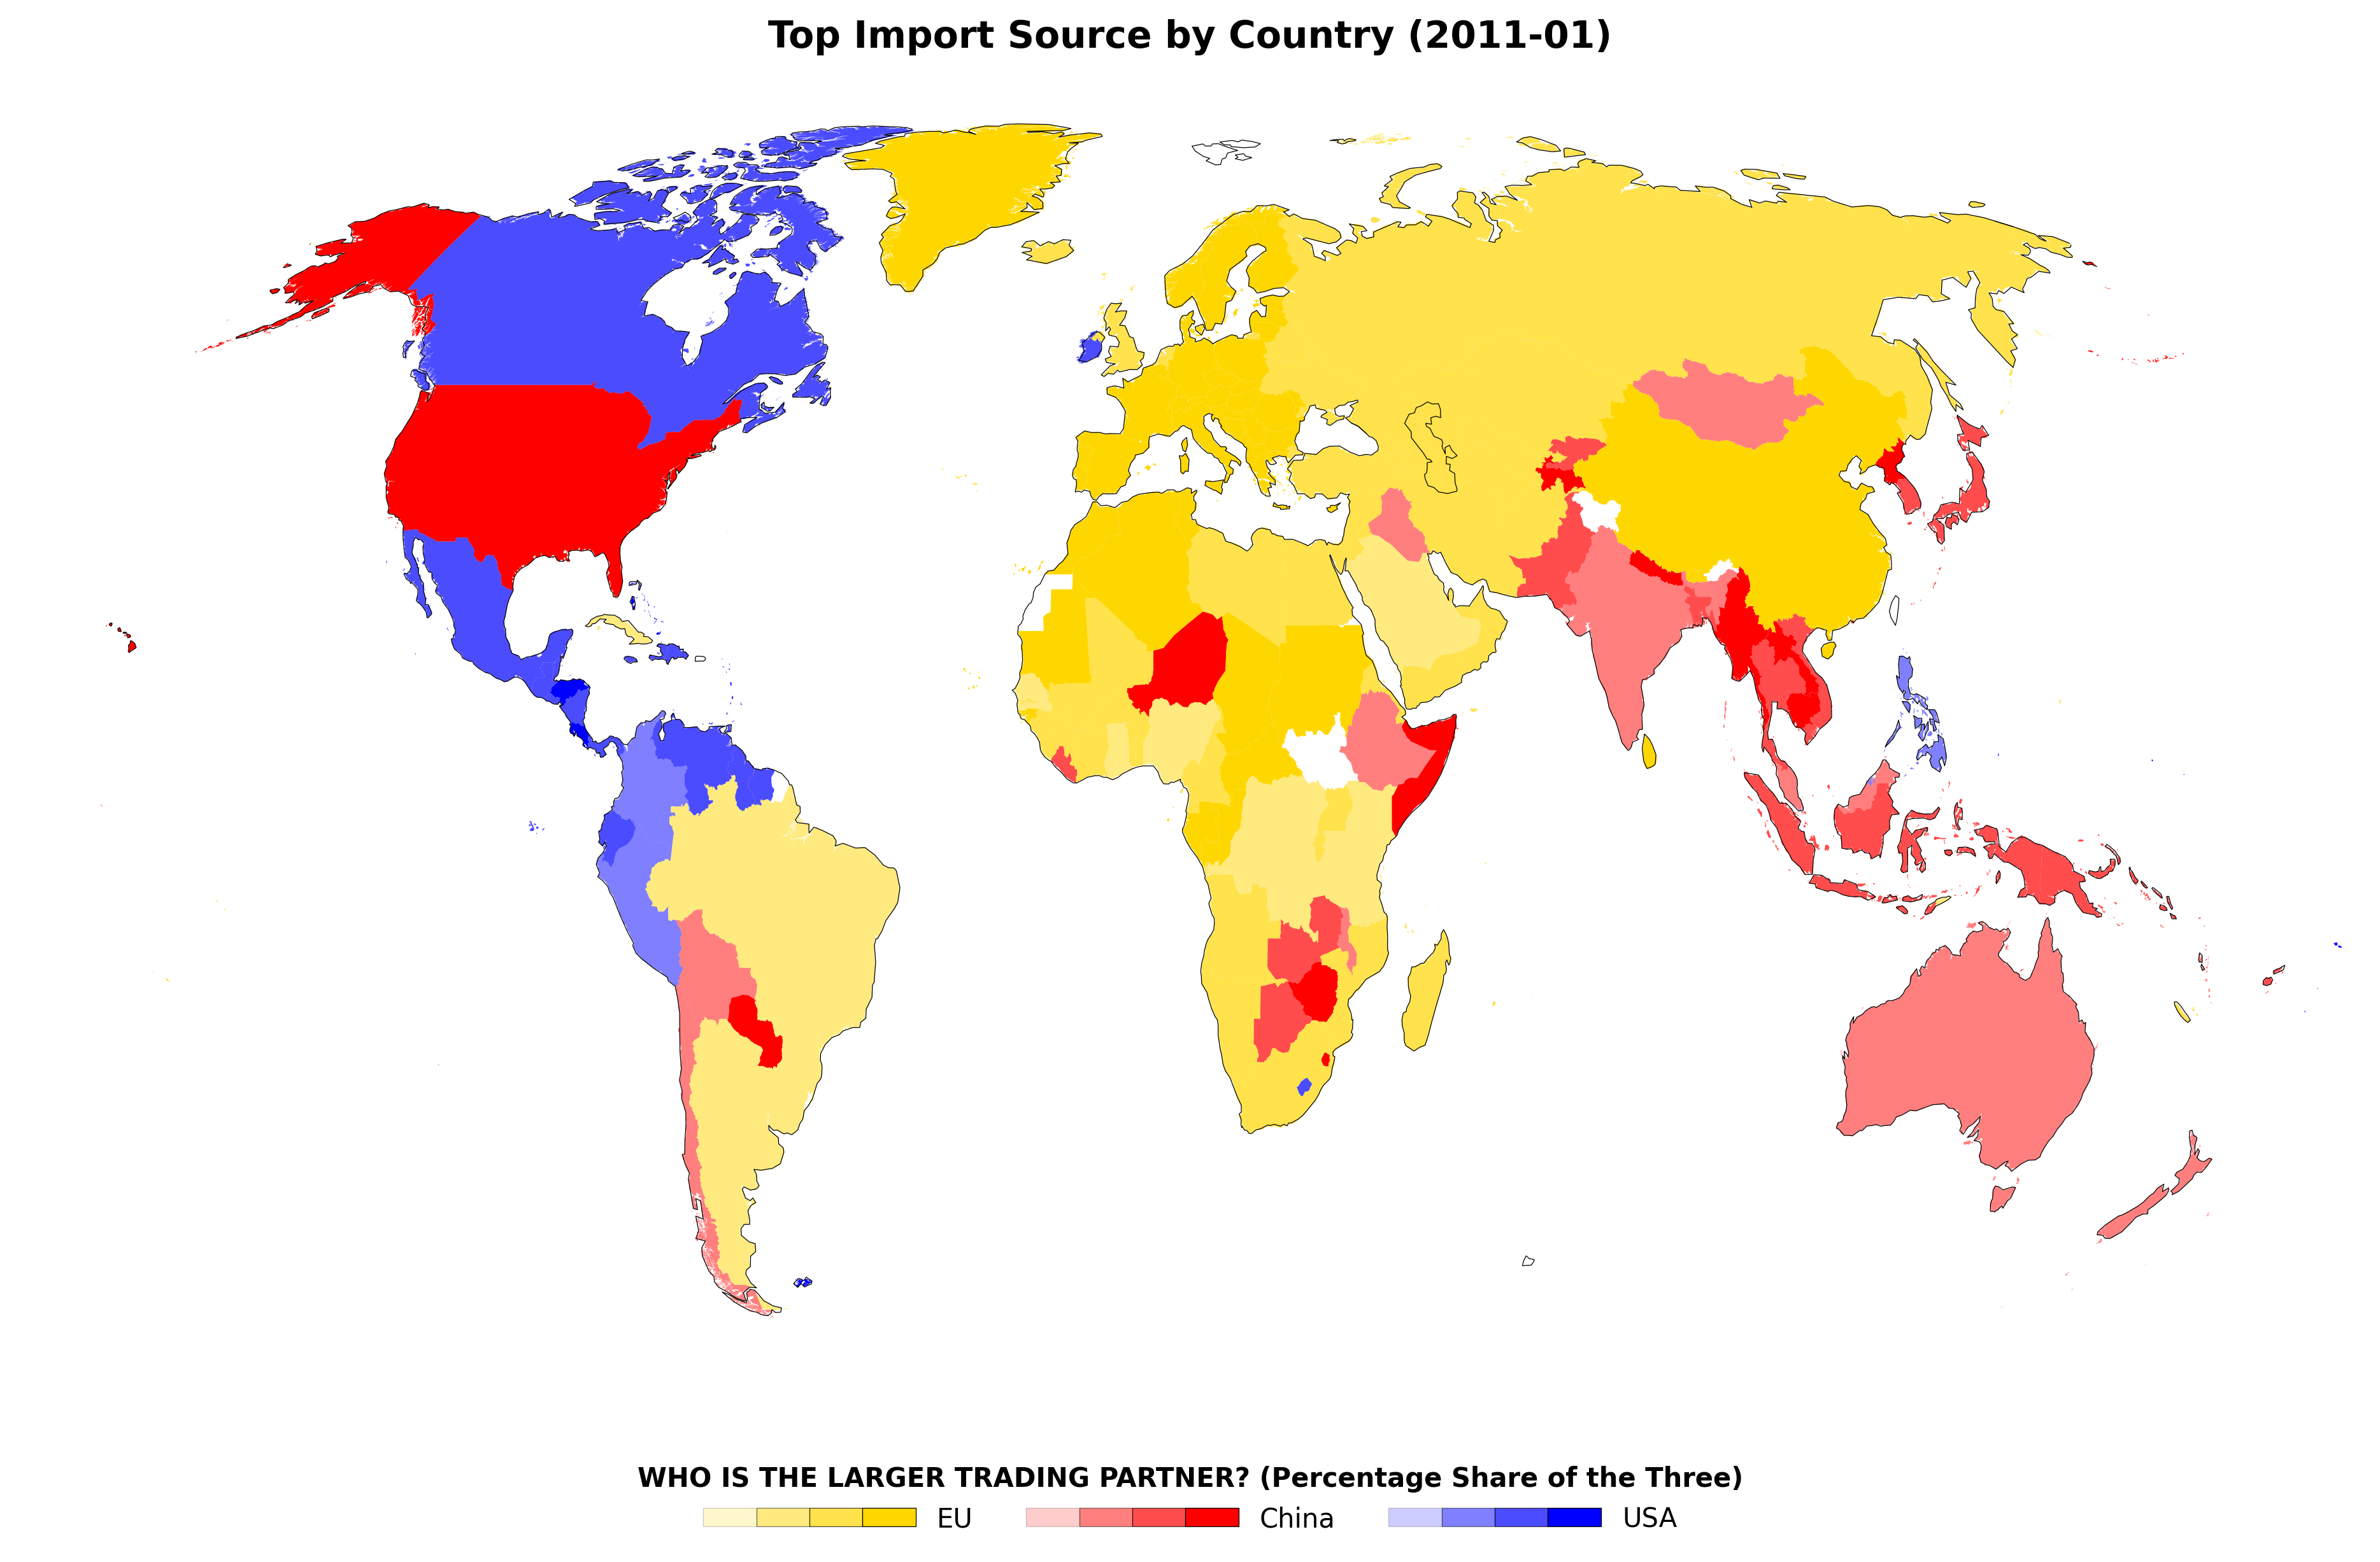 Top Import Source by Country (2011-01)
WHO IS THE LARGER TRADING PARTNER? (Percentage Share of the Three)
EU China USA